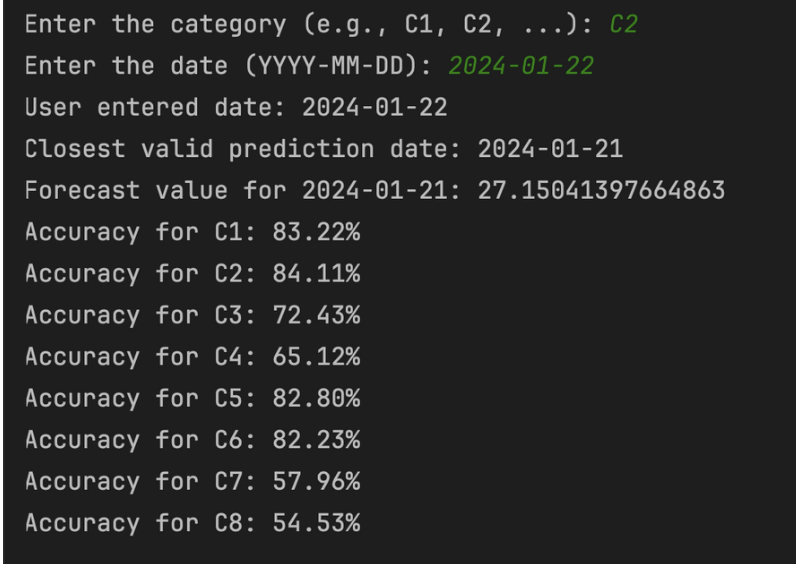 Enter the category (e.g., C1, C2, ...): C2
Enter the date (YYYY-MM-DD): 2024-01-22
User entered date: 2024-01-22
Closest valid prediction date: 2024-01-21
Forecast value for 2024-01-21: 27.15041397664863
Accuracy for C1: 83.22%
Accuracy for C2: 84.11%
Accuracy for C3: 72.43%
Accuracy for C4: 65.12%
Accuracy for C5: 82.80%
Accuracy for C6: 82.23%
Accuracy for C7: 57.96%
Accuracy for C8: 54.53%